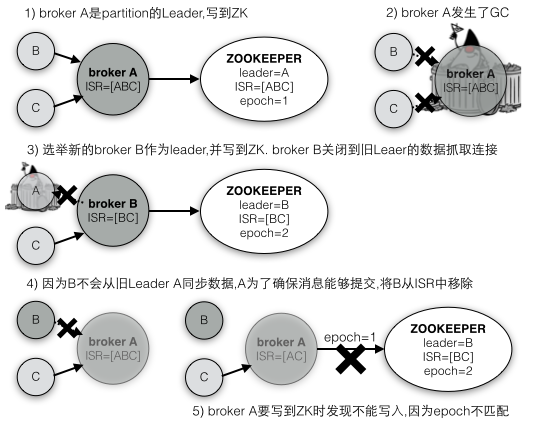 1) broker A是partition的Leader,写到ZK
2) broker A发生了GC
B
C
broker A
ISR=[ABC]
ZOOKEEPER
leader=A
ISR=[ABC]
epoch=1
B
C
broker A
ISR=[ABC]
3) 选举新的broker B作为leader,并写到ZK. broker B关闭到旧Leaer的数据抓取连接
A
C
broker B
ISR=[BC]
ZOOKEEPER
leader=B
ISR=[BC]
epoch=2
4) 因为B不会从旧Leader A同步数据,A为了确保消息能够提交,将B从ISR中移除
B
C
broker A
ISR=[ABC]
B
C
broker A
ISR=[AC]
epoch=1
ZOOKEEPER
leader=B
ISR=[BC]
epoch=2
5) broker A要写到ZK时发现不能写入,因为epoch不匹配